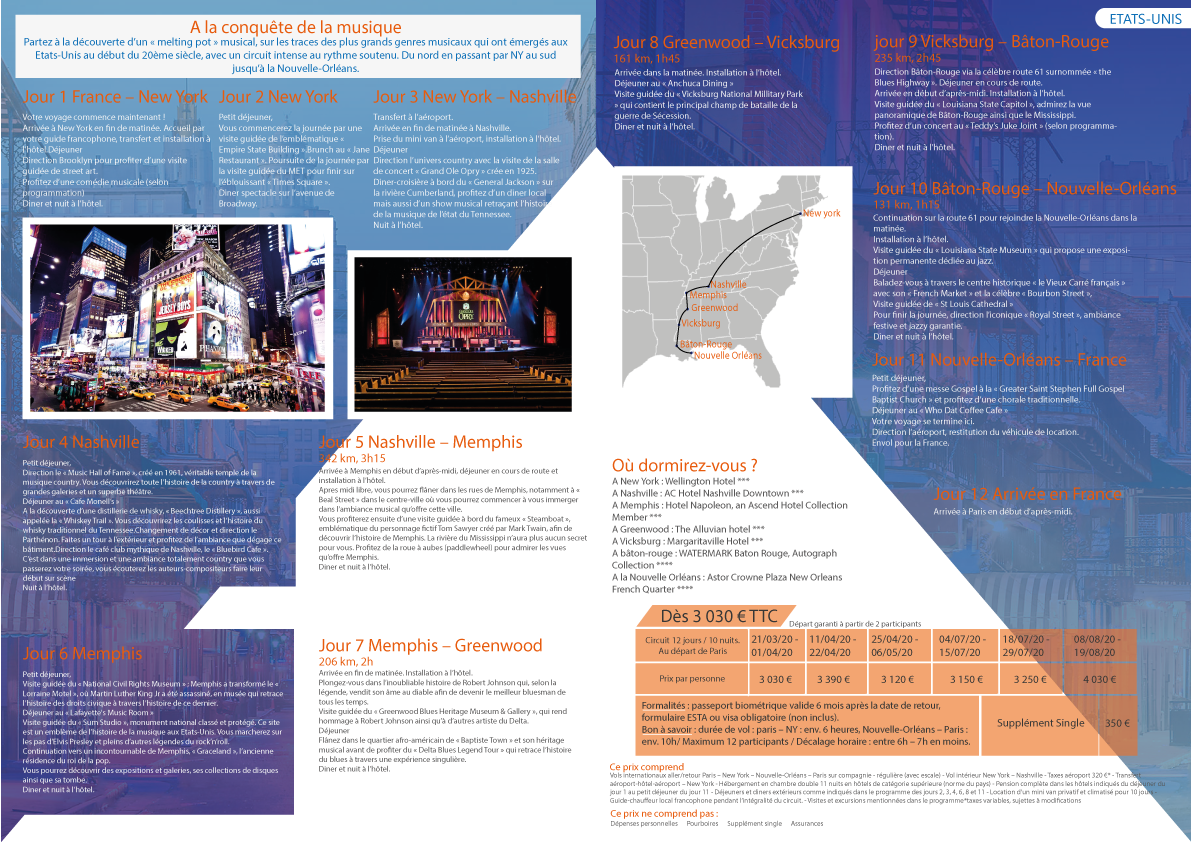 A la conquête de la musique
Partez à la découverte d'un « melting pot » musical, sur les traces des plus grands genres musicaux qui ont émergés aux
Etats-Unis au début du 20ème siècle, avec un circuit intense au rythme soutenu. Du nord en passant par NY au sud
jusqu'à la Nouvelle-Orléans.
Jour 1 France – New York
Votre voyage commence maintenant !
Arrivée à New York en fin de matinée. Accueil par
votre guide francophone, transfert et installation à
l'hôtel.Déjeuner
Direction Brooklyn pour profiter d'une visite
guidée de street art.
Profitez d'une comédie musicale (selon
programmation)
Diner et nuit à l'hôtel.
Jour 2 New York
Petit déjeuner,
Vous commencerez la journée par une
visite guidée de l'emblématique «
Empire State Building ».Brunch au « Jane
Restaurant ». Poursuite de la journée par
la visite guidée du MET pour finir sur
l'éblouissant « Times Square ».
Diner spectacle sur l'avenue de
Broadway.
Jour 3 New York – Nashville
Transfert à l'aéroport.
Arrivée en fin de matinée à Nashville.
Prise du mini van à l'aéroport, installation à l'hôtel.
Déjeuner
Direction l'univers country avec la visite de la salle
de concert « Grand Ole Opry » crée en 1925.
Diner-croisière à bord du « General Jackson » sur
la rivière Cumberland, profitez d'un diner local
mais aussi d'un show musical retraçant l'histoire
de la musique de l'état du Tennessee.
Nuit à l'hôtel.
JERSEY BOYS
WICKED
PHANTOM
OPRY
Jour 4 Nashville
Petit déjeuner,
Direction le « Music Hall of Fame », créé en 1961, véritable temple de la
musique country. Vous découvrirez toute l'histoire de la country à travers de
grandes galeries et un superbe théâtre.
Déjeuner au « Cafe Monell's »
A la découverte d'une distillerie de whisky, « Beechtree Distillery », aussi
appelée la « Whiskey Trail ». Vous découvrirez les coulisses et l'histoire du
whisky traditionnel du Tennessee.Changement de décor et direction le
Parthénon. Faites un tour à l'extérieur et profitez de l'ambiance que dégage ce
bâtiment.Direction le café club mythique de Nashville, le « Bluebird Cafe ».
C'est dans une immersion et une ambiance totalement country que vous
passerez votre soirée, vous écouterez les auteurs-compositeurs faire leur
début sur scène
Nuit à l'hôtel.
Jour 5 Nashville – Memphis
342 km, 3h15
Arrivée à Memphis en début d'après-midi, déjeuner en cours de route et
installation à l'hôtel.
Apres midi libre, vous pourrez flâner dans les rues de Memphis, notamment à «
Beal Street » dans le centre-ville où vous pourrez commencer à vous immerger
dans l'ambiance musical qu'offre cette ville.
Vous profiterez ensuite d'une visite guidée à bord du fameux « Steamboat »,
emblématique du personnage fictif Tom Sawyer créé par Mark Twain, afin de
découvrir l'histoire de Memphis. La rivière du Mississippi n'aura plus aucun secret
pour vous. Profitez de la roue à aubes (paddlewheel) pour admirer les vues
qu'offre Memphis.
Diner et nuit à l'hôtel.
Jour 6 Memphis
Petit déjeuner,
Visite guidée du « National Civil Rights Museum » ; Memphis a transformé le «
Lorraine Motel », où Martin Luther King Jr a été assassiné, en musée qui retrace
l'histoire des droits civique à travers l'histoire de ce dernier.
Déjeuner au « Lafayette's Music Room »
Visite guidée du « Sum Studio », monument national classé et protégé. Ce site
est un emblème de l'histoire de la musique aux Etats-Unis. Vous marcherez sur
les pas d'Elvis Presley et pleins d'autres légendes du rock'n'roll.
Continuation vers un incontournable de Memphis, « Graceland », l'ancienne
résidence du roi de la pop.
Vous pourrez découvrir des expositions et galeries, ses collections de disques
ainsi que sa tombe.
Diner et nuit à l'hôtel.
Jour 7 Memphis – Greenwood
206 km, 2h
Arrivée en fin de matinée. Installation à l'hôtel.
Plongez-vous dans l'inoubliable histoire de Robert Johnson qui, selon la
légende, vendit son âme au diable afin de devenir le meilleur bluesman de
tous les temps.
Visite guidée du « Greenwood Blues Heritage Museum & Gallery », qui rend
hommage à Robert Johnson ainsi qu'à d'autres artiste du Delta.
Déjeuner
Flânez dans le quartier afro-américain de « Baptiste Town » et son héritage
musical avant de profiter du « Delta Blues Legend Tour » qui retrace l'histoire
du blues à travers une expérience singulière.
Diner et nuit à l'hôtel.
ETATS-UNIS
Jour 8 Greenwood – Vicksburg
161 km, 1h45
Arrivée dans la matinée. Installation à l'hôtel.
Déjeuner au « Anchuca Dining »
Visite guidée du « Vicksburg National Millitary Park
» qui contient le principal champ de bataille de la
guerre de Sécession.
Diner et nuit à l'hôtel.
jour 9 Vicksburg – Bâton-Rouge
235 km, 2h45
Direction Bâton-Rouge via la célèbre route 61 surnommée « the
Blues Highway ». Déjeuner en cours de route.
Arrivée en début d'après-midi. Installation à l'hôtel.
Visite guidée du « Louisiana State Capitol », admirez la vue
panoramique de Bâton-Rouge ainsi que le Mississippi.
Profitez d'un concert au « Teddy's Juke Joint » (selon programma-
tion).
Diner et nuit à l'hôtel.
New york
Nashville
Memphis
Greenwood
Vicksburg
Bâton-Rouge
Nouvelle Orléans
Jour 10 Bâton-Rouge – Nouvelle-Orléans
131 km, 1h15
Continuation sur la route 61 pour rejoindre la Nouvelle-Orléans dans la
matinée.
Installation à l'hôtel.
Visite guidée du « Louisiana State Museum » qui propose une exposi-
tion permanente dédiée au jazz.
Déjeuner
Baladez-vous à travers le centre historique « le Vieux Carré français »
avec son « French Market » et la célèbre « Bourbon Street »,
Visite guidée de « St Louis Cathedral »
Pour finir la journée, direction l'iconique « Royal Street », ambiance
festive et jazzy garantie.
Diner et nuit à l'hôtel.
Jour 11 Nouvelle-Orléans – France
Petit déjeuner,
Profitez d'une messe Gospel à la « Greater Saint Stephen Full Gospel
Baptist Church » et profitez d'une chorale traditionnelle.
Déjeuner au « Who Dat Coffee Cafe »
Votre voyage se termine ici.
Direction l'aéroport, restitution du véhicule de location.
Envol pour la France.
Jour 12 Arrivée en France
Arrivée à Paris en début d'après-midi.
Où dormirez-vous ?
A New York : Wellington Hotel ***
A Nashville : AC Hotel Nashville Downtown ***
A Memphis : Hotel Napoleon, an Ascend Hotel Collection
Member ***
A Greenwood : The Alluvian hotel ***
A Vicksburg : Margaritaville Hotel ***
A bâton-rouge : WATERMARK Baton Rouge, Autograph
Collection ****
A la Nouvelle Orléans : Astor Crowne Plaza New Orleans
French Quarter ****
Dès 3 030 € TTC
Départ garanti à partir de 2 participants
Circuit 12 jours / 10 nuits.
Au départ de Paris
21/03/20 -
01/04/20
11/04/20 -
22/04/20
25/04/20 -
06/05/20
04/07/20 -
15/07/20
18/07/20 -
29/07/20
08/08/20 -
19/08/20
Prix par personne
3 030 €
3 390 €
3 120 €
3 150 €
3 250 €
4 030 €
Formalités : passeport biométrique valide 6 mois après la date de retour,
formulaire ESTA ou visa obligatoire (non inclus).
Bon à savoir : durée de vol : paris – NY : env. 6 heures, Nouvelle-Orléans – Paris :
env. 10h/ Maximum 12 participants / Décalage horaire : entre 6h – 7h en moins.
Supplément Single
350 €
Ce prix comprend
Vols internationaux aller/retour Paris – New York – Nouvelle-Orléans – Paris sur compagnie - régulière (avec escale) - Vol intérieur New York – Nashville - Taxes aéroport 320 €* - Transfert
aéroport-hôtel-aéroport – New York - Hébergement en chambre double 11 nuits en hôtels de catégorie supérieure (norme du pays) - Pension complète dans les hôtels indiqués du déjeuner du
jour 1 au petit déjeuner du jour 11 - Déjeuners et diners extérieurs comme indiqués dans le programme des jours 2, 3, 4, 6, 8 et 11 - Location d'un mini van privatif et climatisé pour 10 jours -
Guide-chauffeur local francophone pendant l'intégralité du circuit. - Visites et excursions mentionnées dans le programme*taxes variables, sujettes à modifications
Ce prix ne comprend pas :
Dépenses personnelles Pourboires Supplément single Assurances